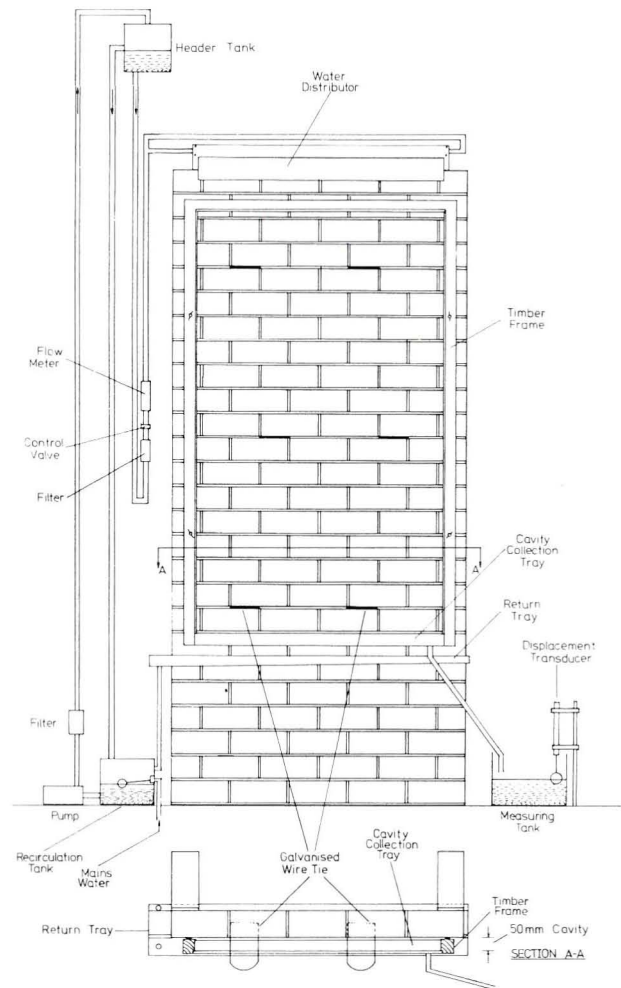 Header Tank
Water
Distributor
Timber
Frame
Flow
Meter
Control
Valve
Filter
Cavity
Collection
Tray
A
A
Return
Tray
Displacement
Transducer
Filter
Pump
Recirculation
Tank
Mains
Water
Galvanised
Wire Tie
Measuring
Tank
Cavity
Collection
Tray
Timber
Frame
Return Tray
50mm Cavity
SECTION A-A